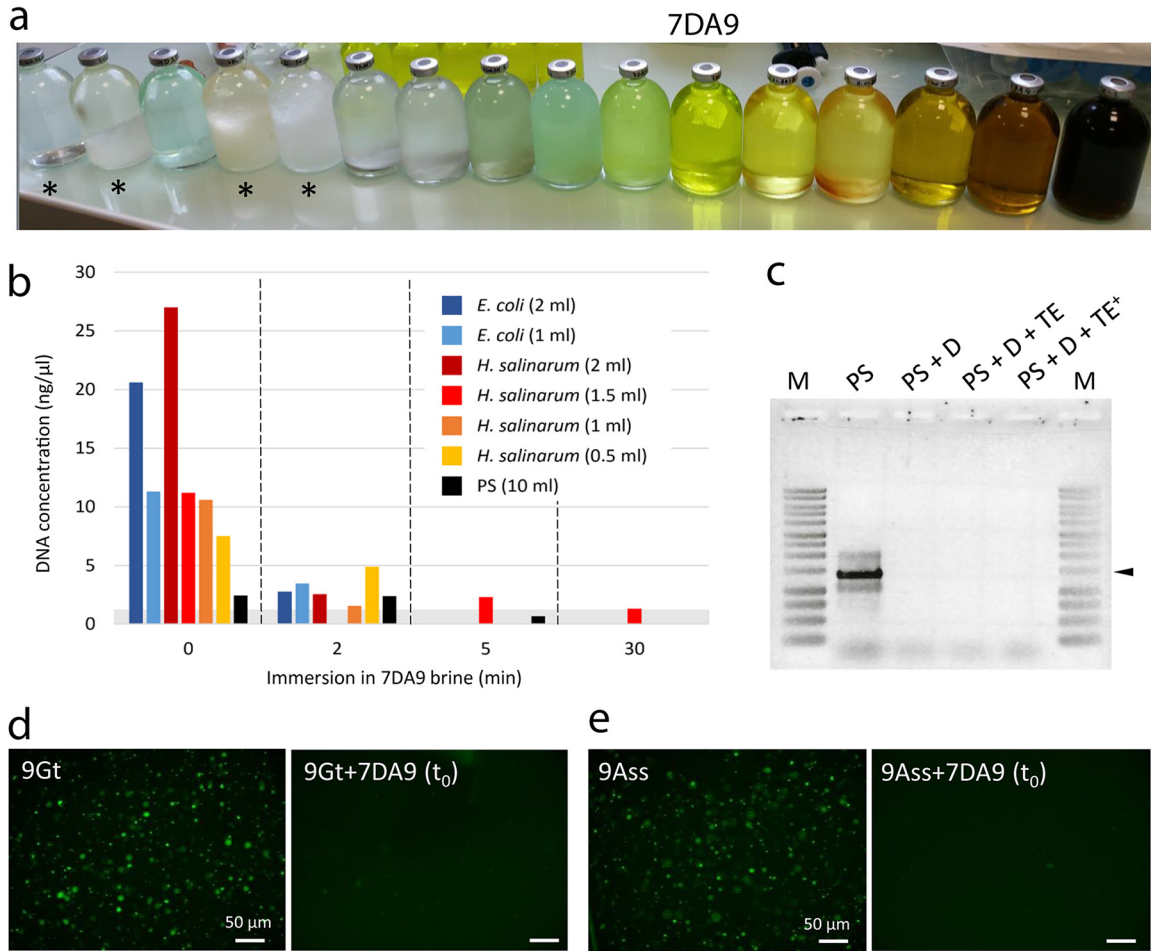 a
7DA9
* * * *
b
DNA concentration (ng/µl)
30
25
20
15
10
5
0
E. coli (2 ml)
E. coli (1 ml)
H. salinarum (2 ml)
H. salinarum (1.5 ml)
H. salinarum (1 ml)
H. salinarum (0.5 ml)
PS (10 ml)
0 2 5 30
Immersion in 7DA9 brine (min)
c
M PS PS + D PS + D + TE PS + D + TE⁺ M
d
9Gt
50 µm
9Gt+7DA9 (t₀)
e
9Ass
50 µm
9Ass+7DA9 (t₀)